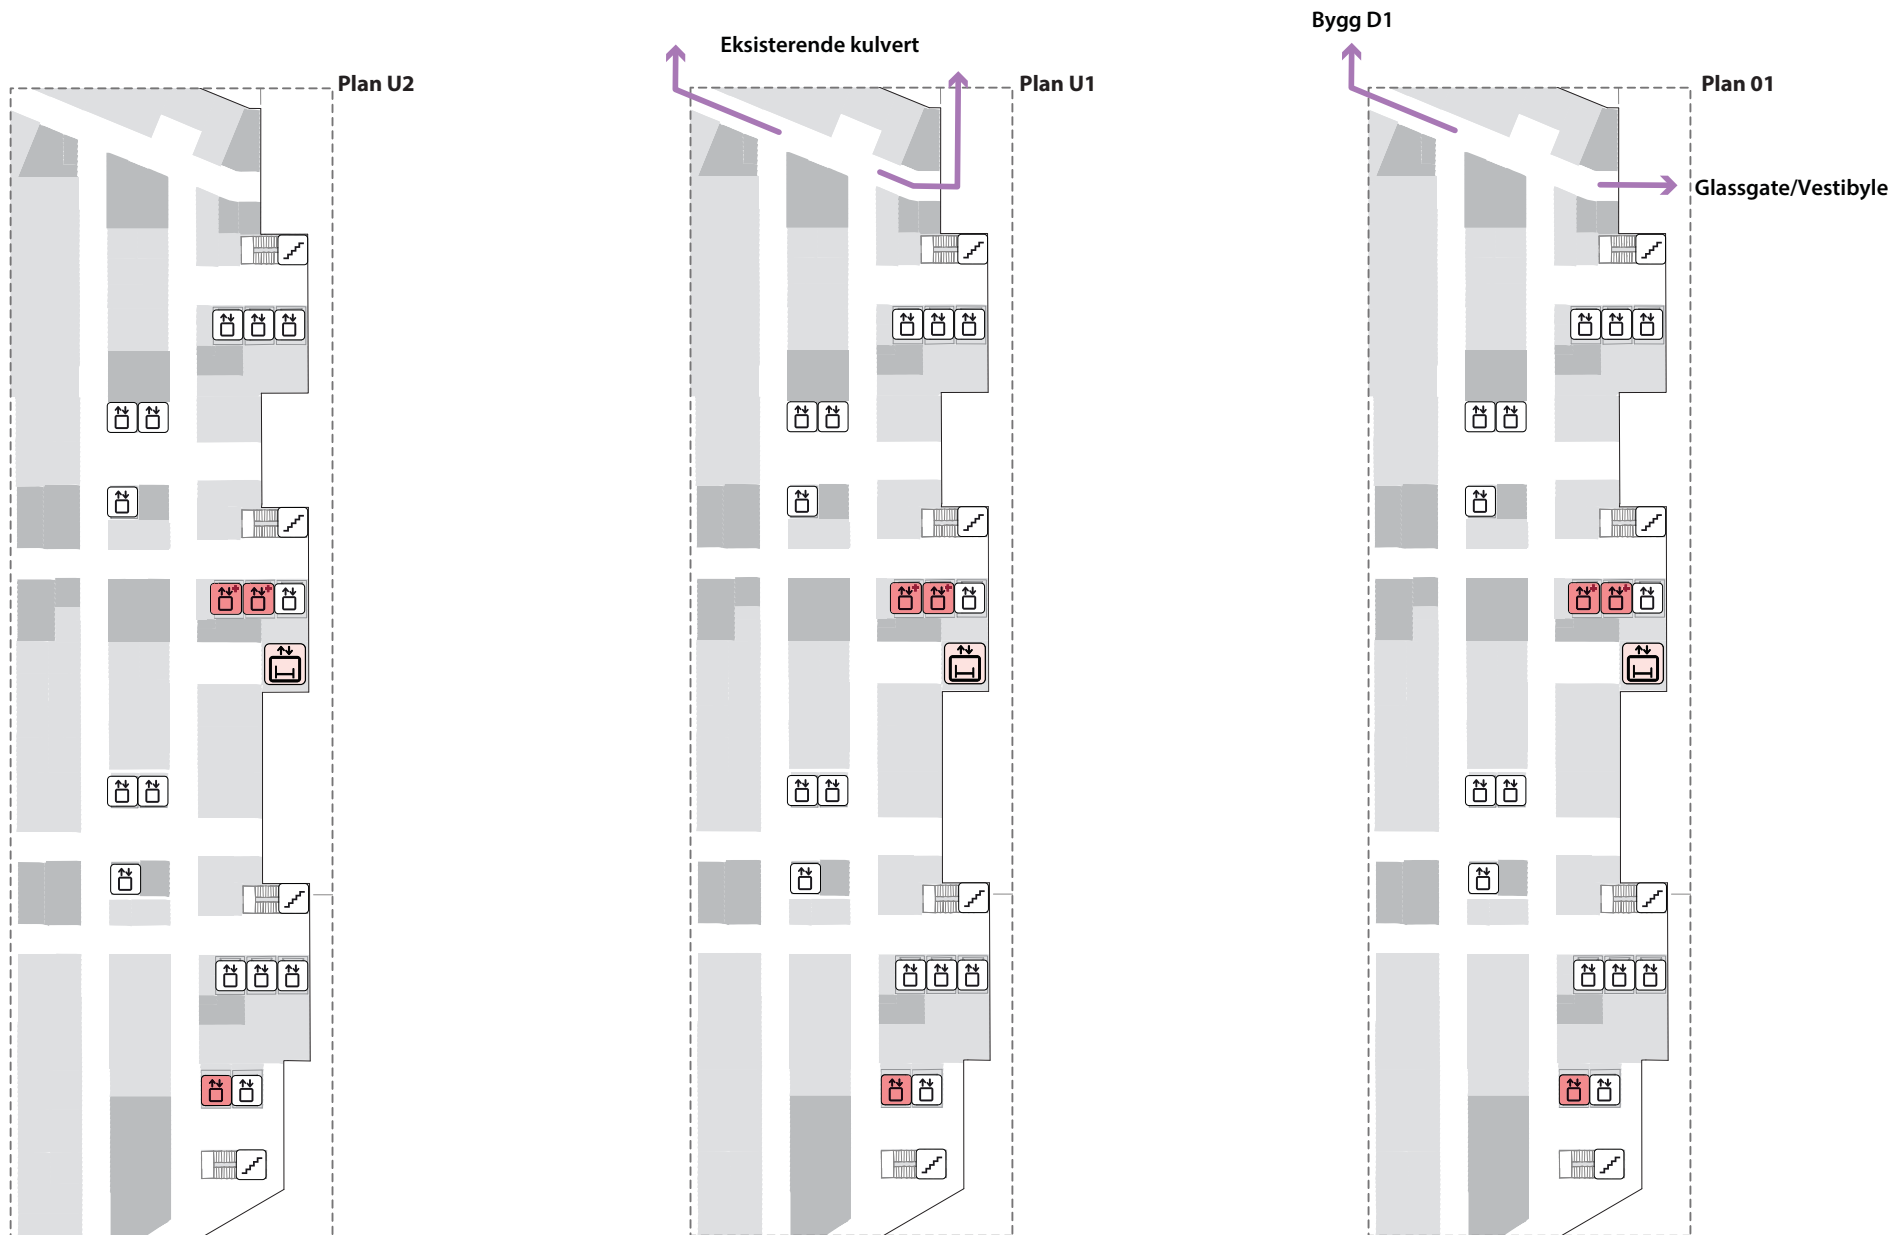 Bygg D1
Eksisterende kulvert
Plan U2
Plan U1
Plan 01
Glassgate/Vestibyle